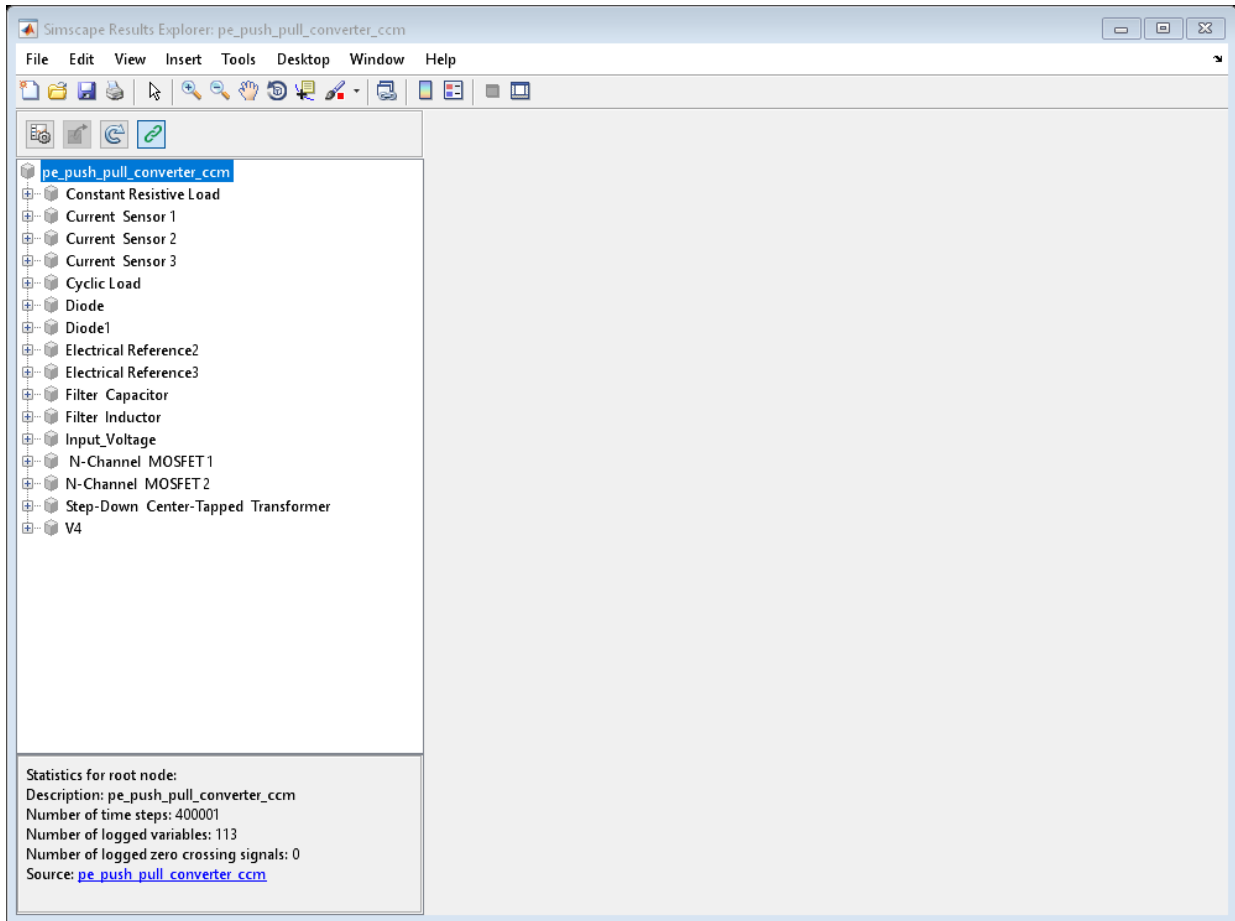 Simscape Results Explorer: pe_push_pull_converter_ccm
File Edit View Insert Tools Desktop Window Help
pe_push_pull_converter_ccm
Constant Resistive Load
Current Sensor 1
Current Sensor 2
Current Sensor 3
Cyclic Load
Diode
Diode1
Electrical Reference2
Electrical Reference3
Filter Capacitor
Filter Inductor
Input_Voltage
N-Channel MOSFET 1
N-Channel MOSFET 2
Step-Down Center-Tapped Transformer
V4
Statistics for root node:
Description: pe_push_pull_converter_ccm
Number of time steps: 400001
Number of logged variables: 113
Number of logged zero crossing signals: 0
Source: pe_push_pull_converter_ccm